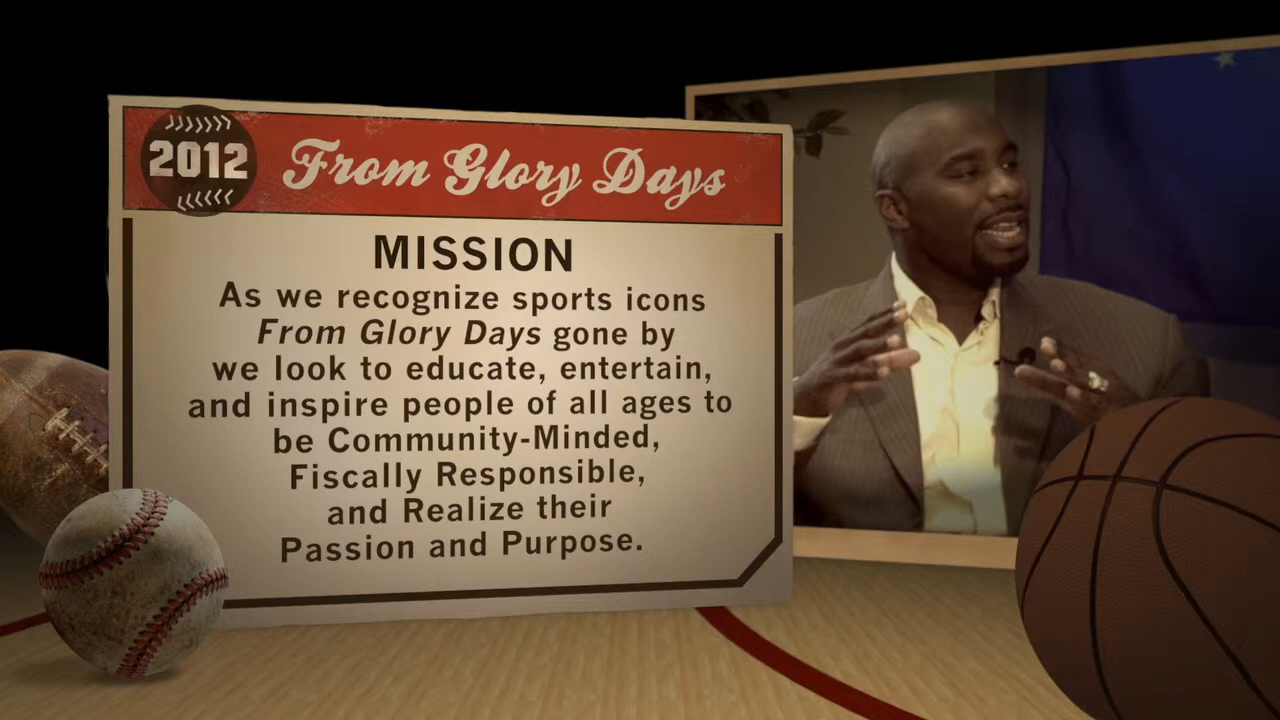 2012 From Glory Days
MISSION
As we recognize sports icons
From Glory Days gone by
we look to educate, entertain,
and inspire people of all ages to
be Community-Minded,
Fiscally Responsible,
and Realize their
Passion and Purpose.